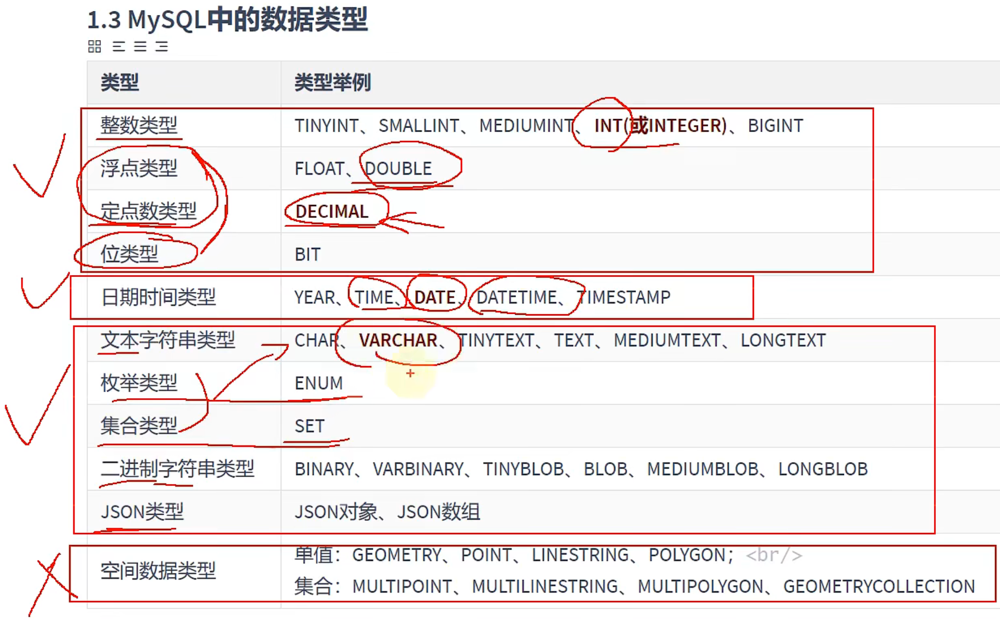 1.3 MySQL中的数据类型
类型 类型举例
整数类型 TINYINT、SMALLINT、MEDIUMINT、INT(或INTEGER)、BIGINT
浮点类型 FLOAT、DOUBLE
定点数类型 DECIMAL
位类型 BIT
日期时间类型 YEAR、TIME、DATE、DATETIME、TIMESTAMP
文本字符串类型 CHAR、VARCHAR、TINYTEXT、TEXT、MEDIUMTEXT、LONGTEXT
枚举类型 ENUM
集合类型 SET
二进制字符串类型 BINARY、VARBINARY、TINYBLOB、BLOB、MEDIUMBLOB、LONGBLOB
JSON类型 JSON对象、JSON数组
空间数据类型 单值：GEOMETRY、POINT、LINESTRING、POLYGON；<br/>
集合：MULTIPOINT、MULTILINESTRING、MULTIPOLYGON、GEOMETRYCOLLECTION